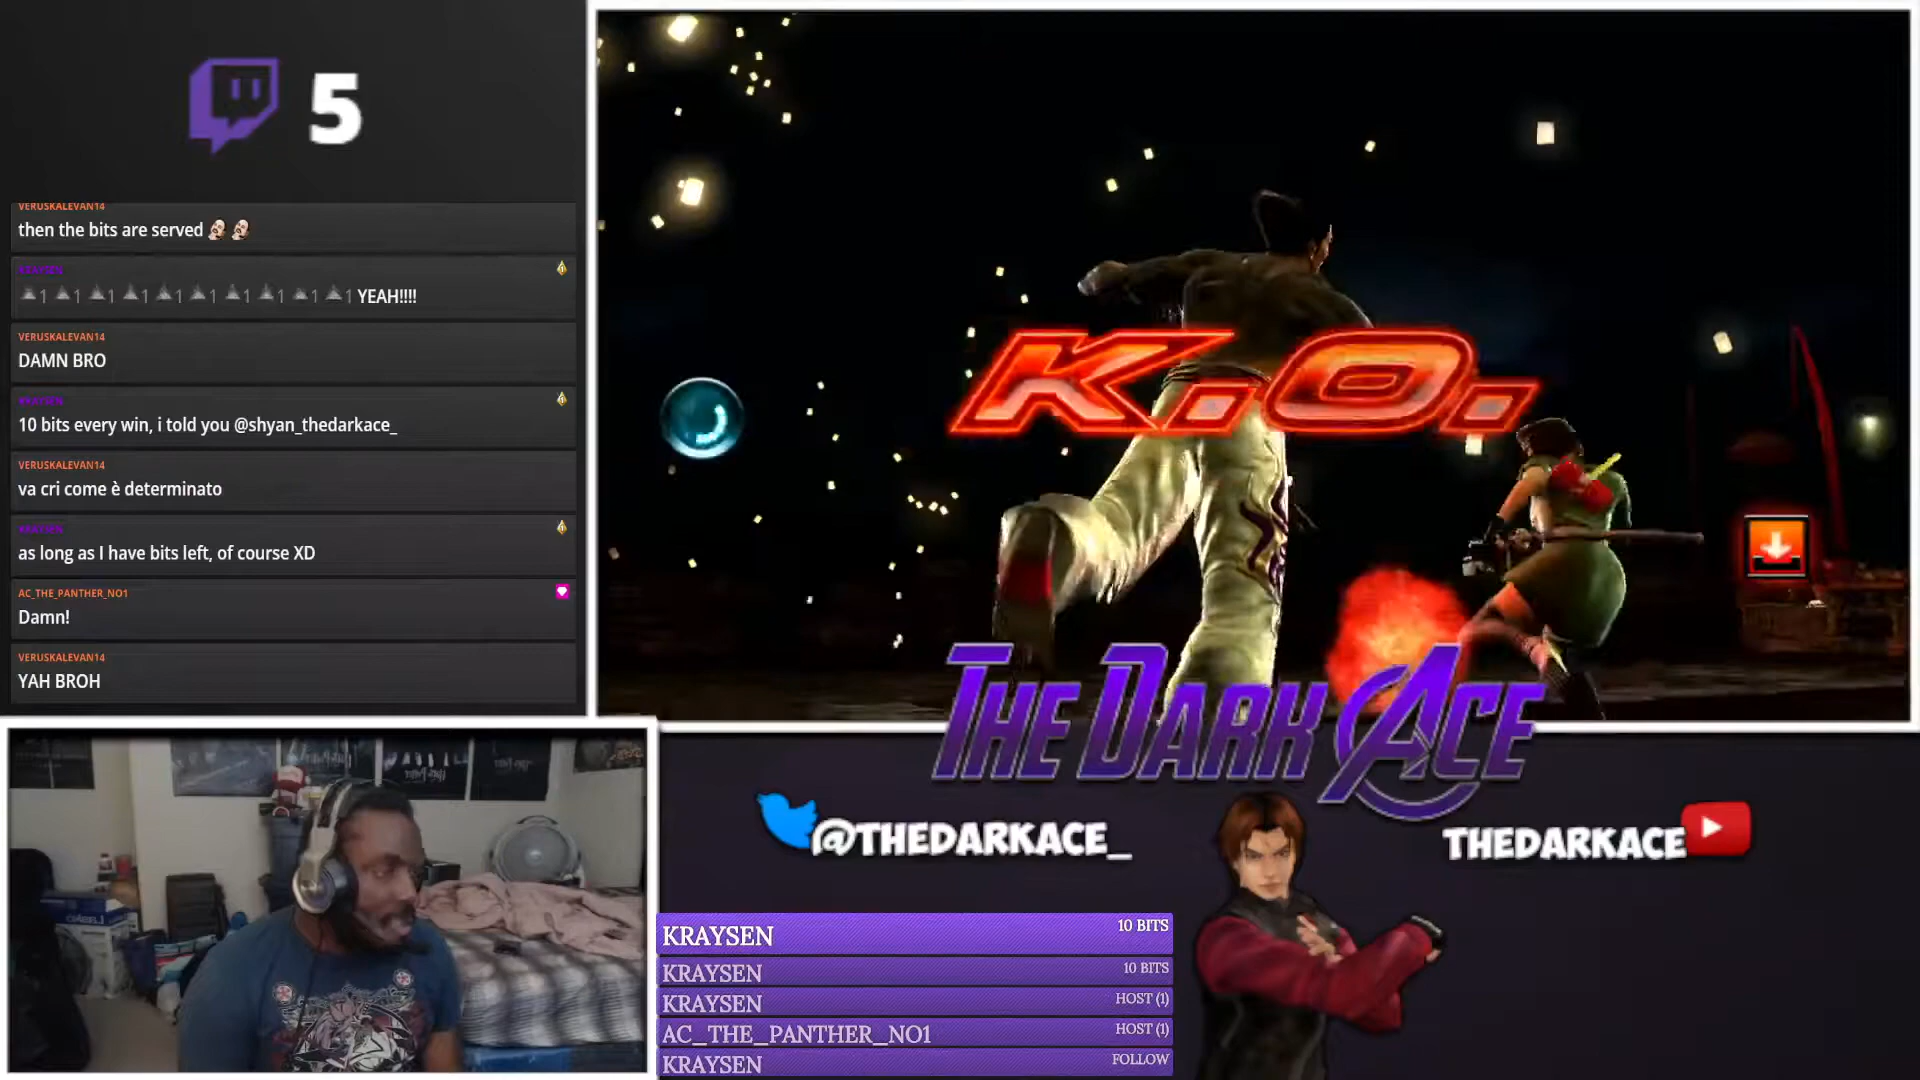 5
VERUSKALEVAN14
then the bits are served
KRAYSEN
1 1 1 1 1 1 1 1 1 1 YEAH!!!!
VERUSKALEVAN14
DAMN BRO
KRAYSEN
10 bits every win, i told you @shyan_thedarkace_
VERUSKALEVAN14
va cri come è determinato
KRAYSEN
as long as I have bits left, of course XD
AC_THE_PANTHER_NO1
Damn!
VERUSKALEVAN14
YAH BROH
K.O.
THE DARK ACE
@THEDARKACE_
THEDARKACE
KRAYSEN 10 BITS
KRAYSEN 10 BITS
KRAYSEN HOST (1)
AC_THE_PANTHER_NO1 HOST (1)
KRAYSEN FOLLOW